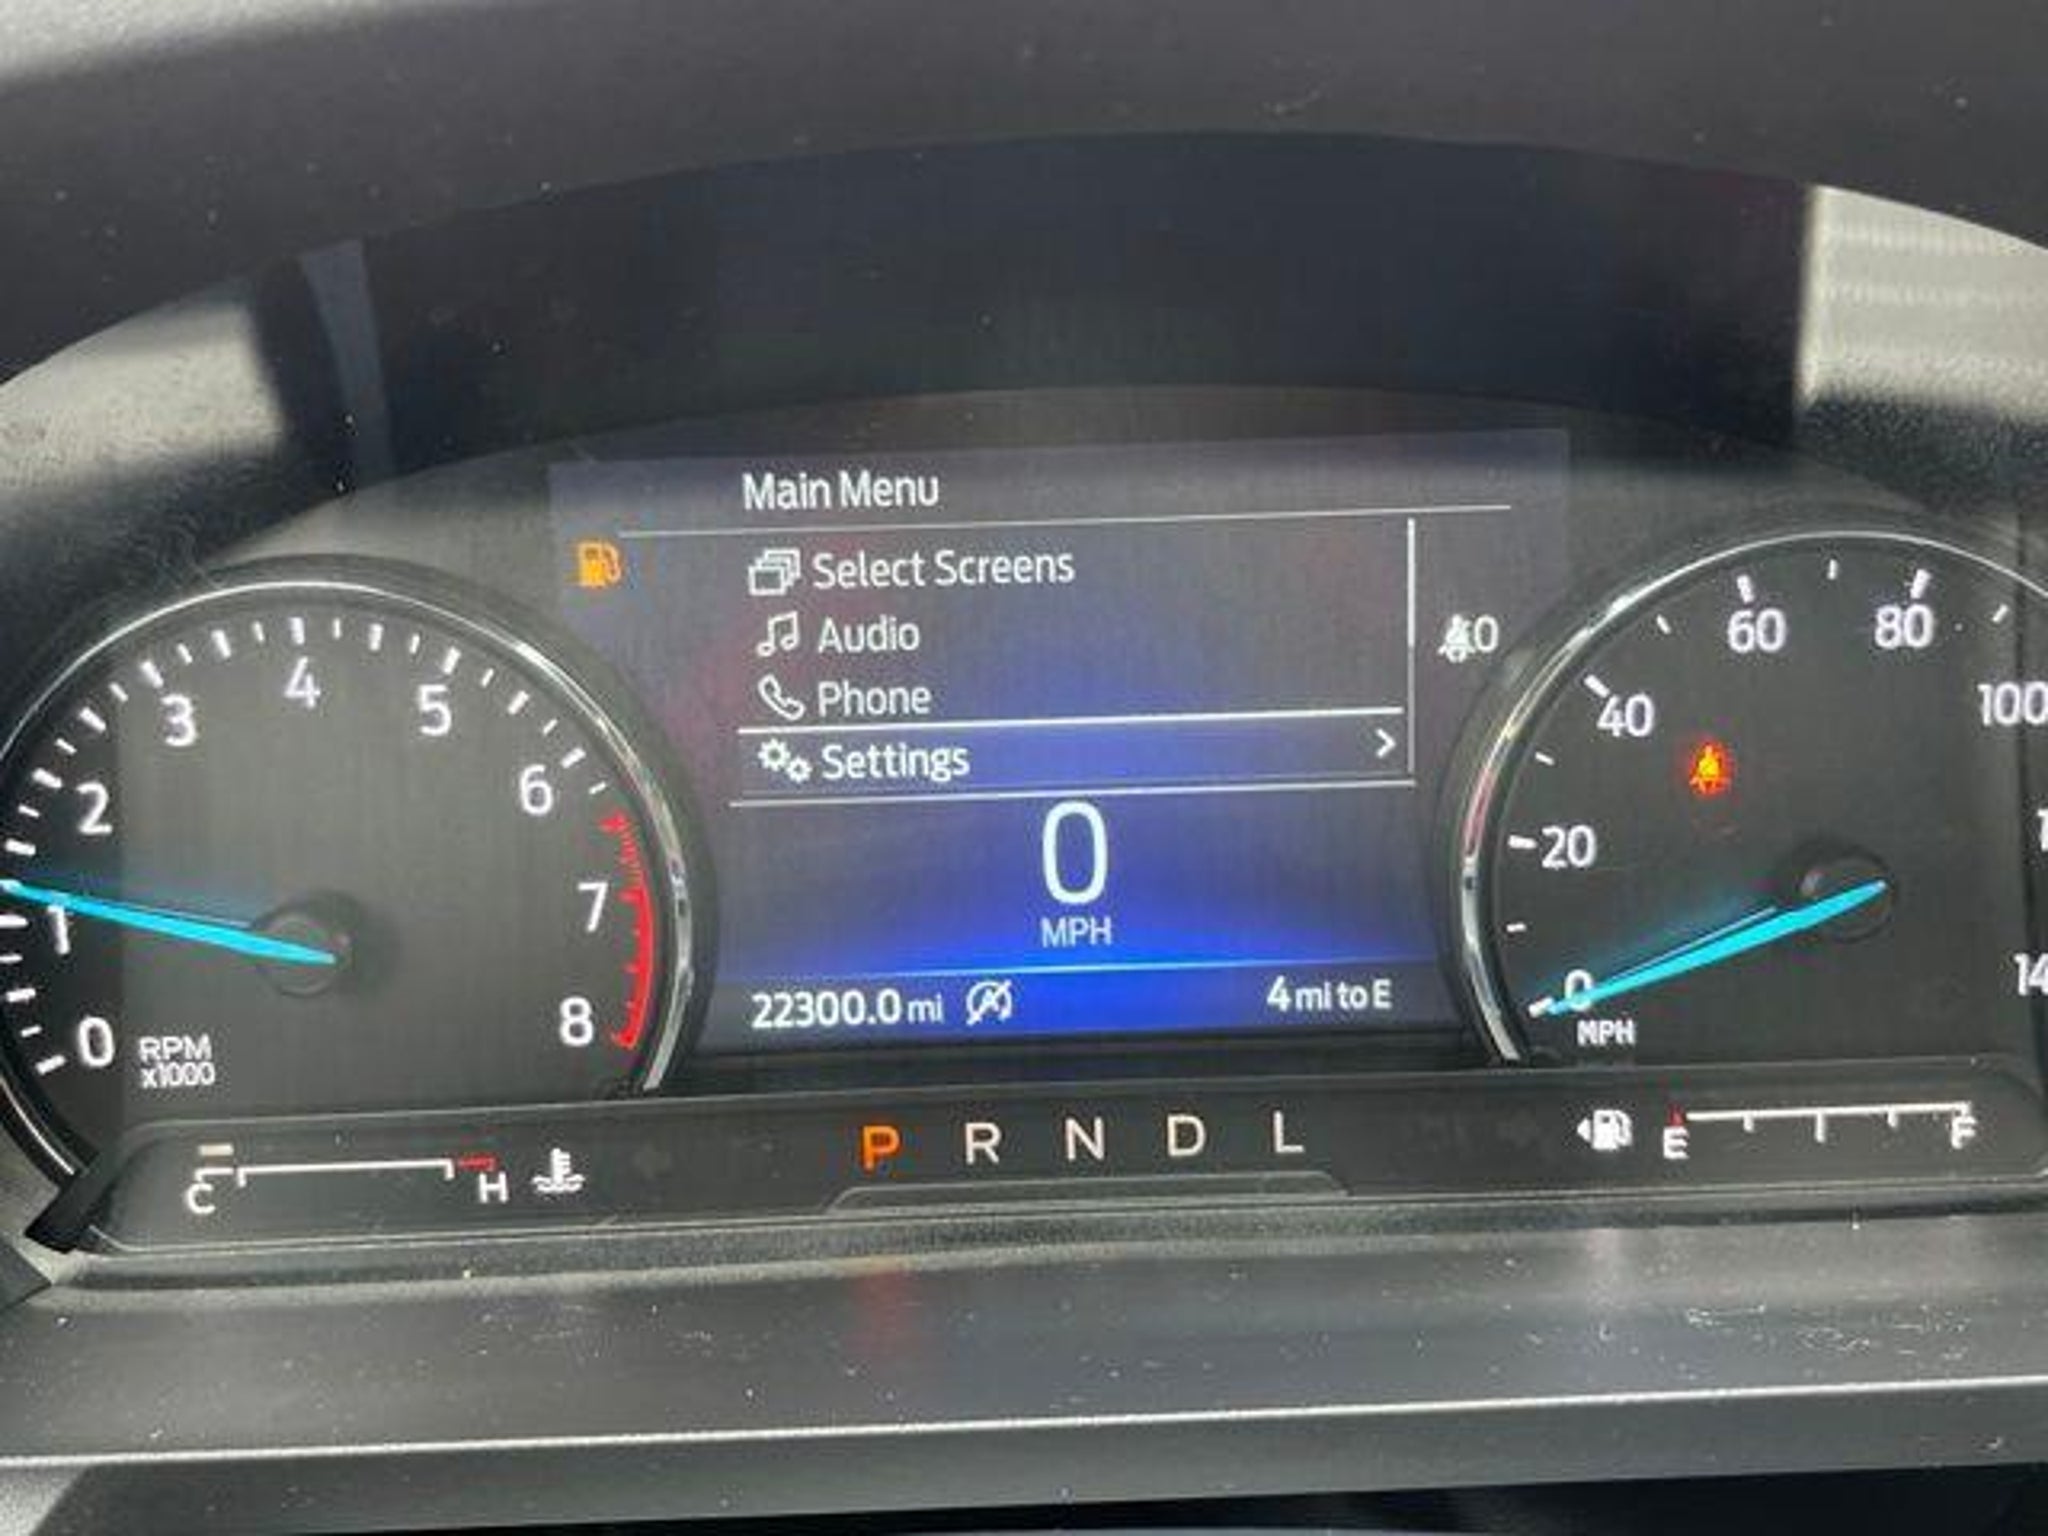 Main Menu
Select Screens
Audio
Phone
Settings
0
MPH
22300.0 mi
4 mi to E
0
1
2
3
4
5
6
7
8
RPM
x1000
0
20
40
60
80
100
MPH
C
H
P R N D L
E
F